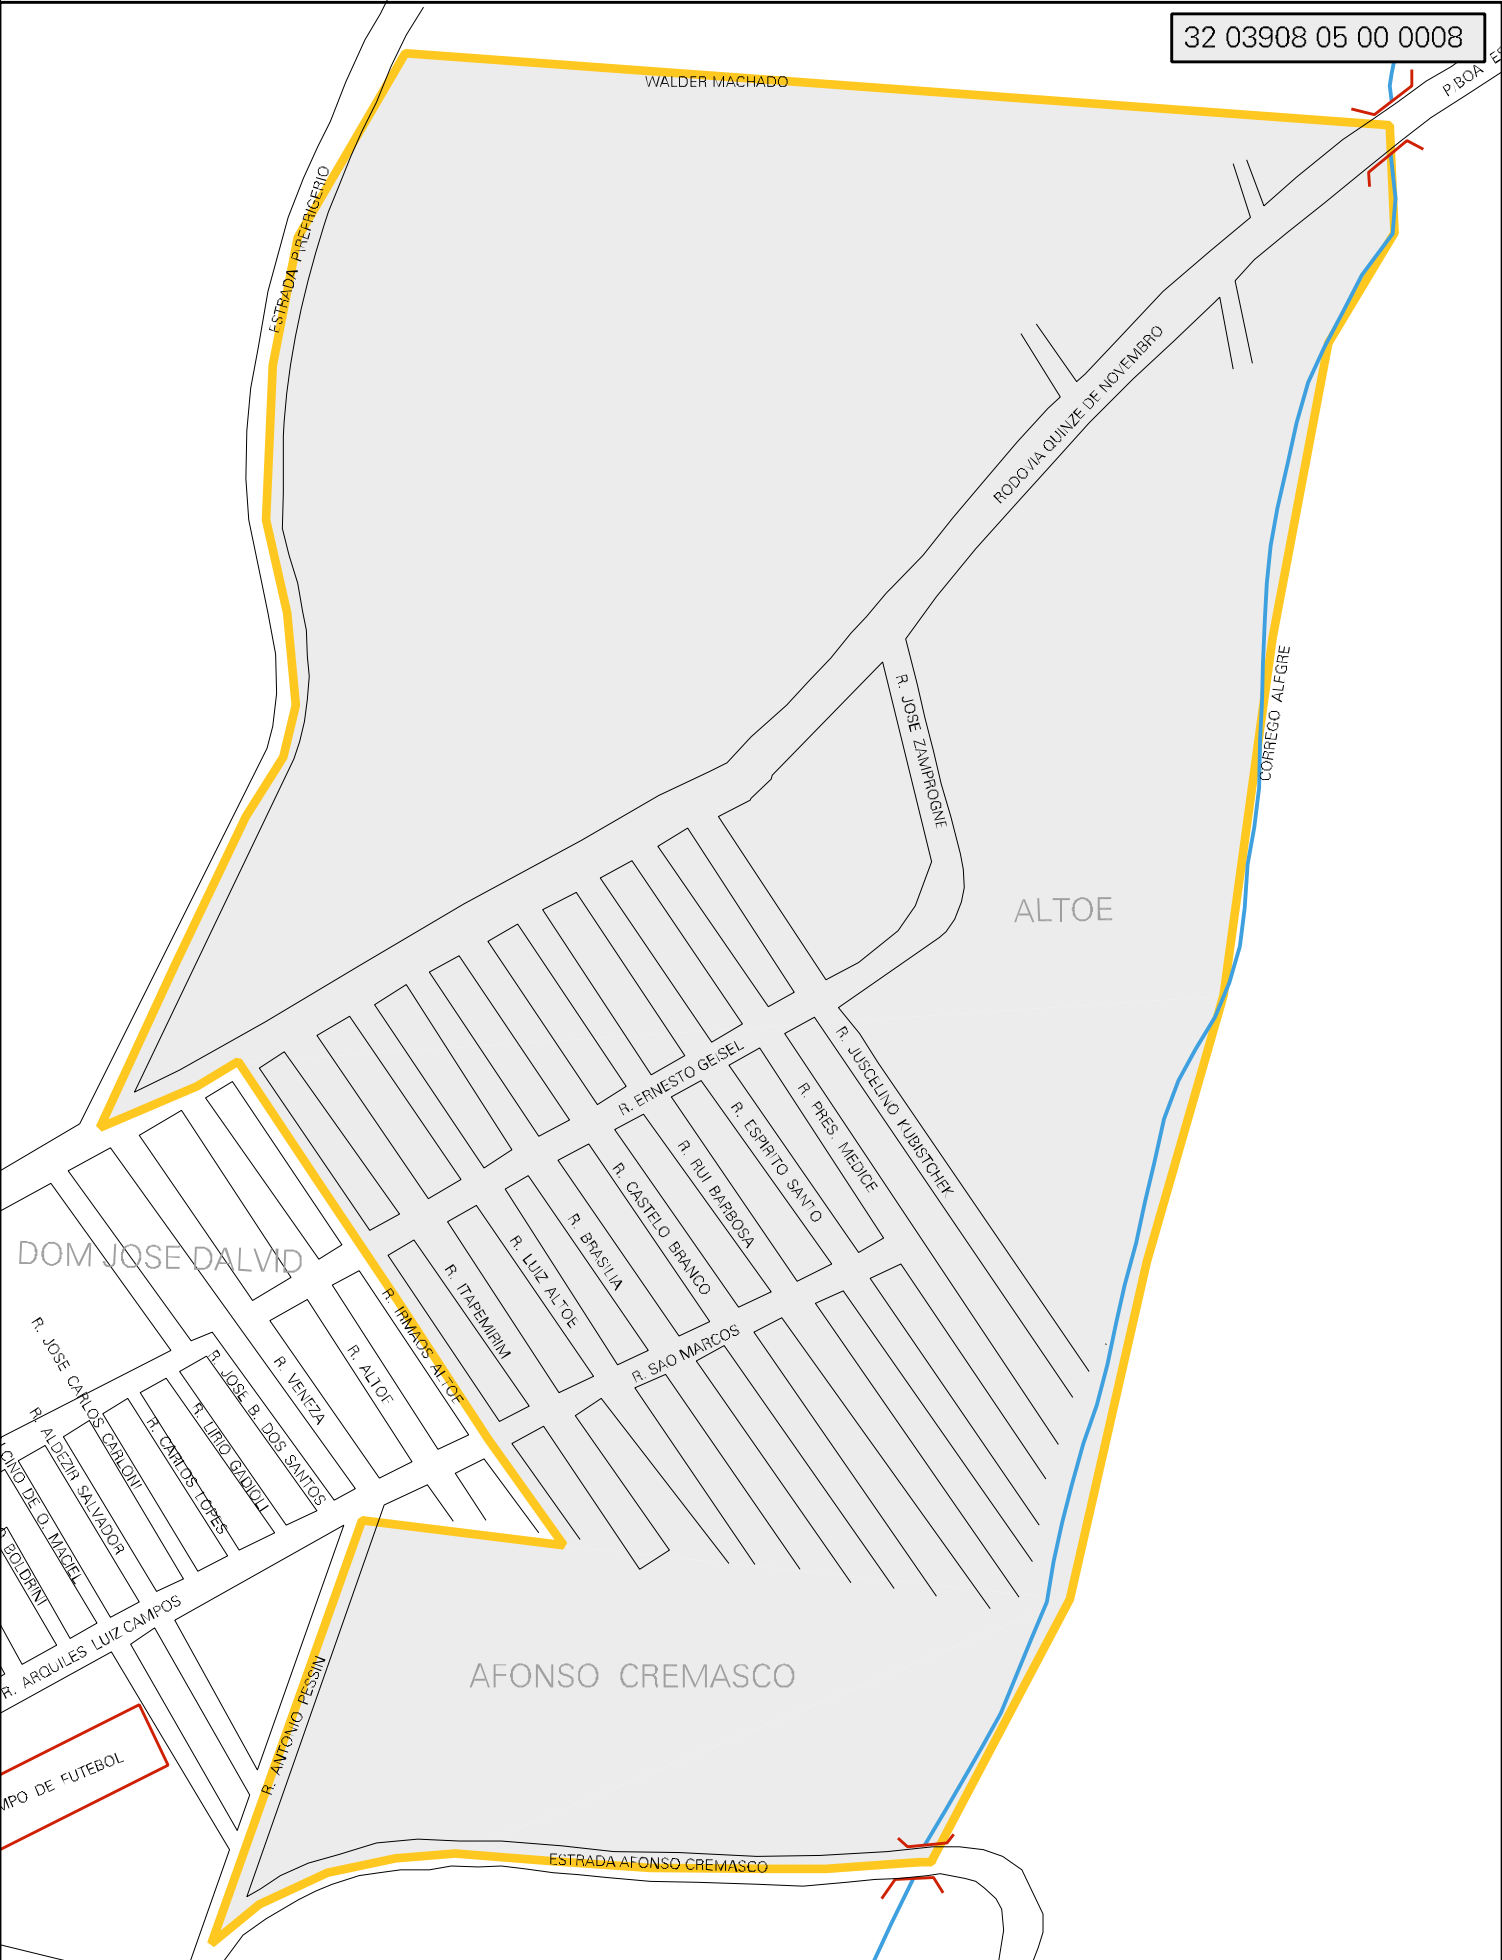 32 03908 05 00 0008
WALDER MACHADO
ESTRADA P/REFRIGERIO
RODOVIA QUINZE DE NOVEMBRO
R. JOSE ZAMPROGNE
CORREGO ALEGRE
ALTOE
R. ERNESTO GEISEL
R. JUSCELINO KUBISTCHEK
R. PRES. MEDICE
R. ESPIRITO SANTO
R. RUI BARBOSA
R. CASTELO BRANCO
R. BRASILIA
R. LUIZ ALTOE
R. ITAPEMIRIM
R. IRMAOS ALTOE
R. SAO MARCOS
DOM JOSE DALVID
R. ALTOE
R. VENEZA
R. JOSE B. DOS SANTOS
R. LIRIO GADIOLI
R. CARLOS LOPES
R. JOSE CARLOS CARLONI
R. ALDEZIR SALVADOR
DE O. MACIEL
BOLDRINI
R. ARQUILES LUIZ CAMPOS
AFONSO CREMASCO
R. ANTONIO PESSIN
MPO DE FUTEBOL
ESTRADA AFONSO CREMASCO